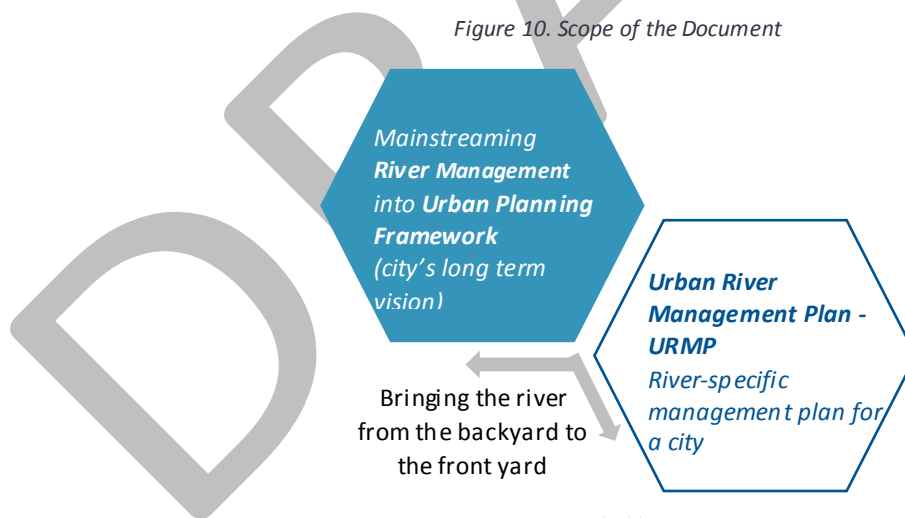 Figure 10. Scope of the Document
Mainstreaming
River Management
into Urban Planning
Framework
(city's long term
vision)
Urban River
Management Plan -
URMP
River-specific
management plan for
a city
Bringing the river
from the backyard to
the front yard